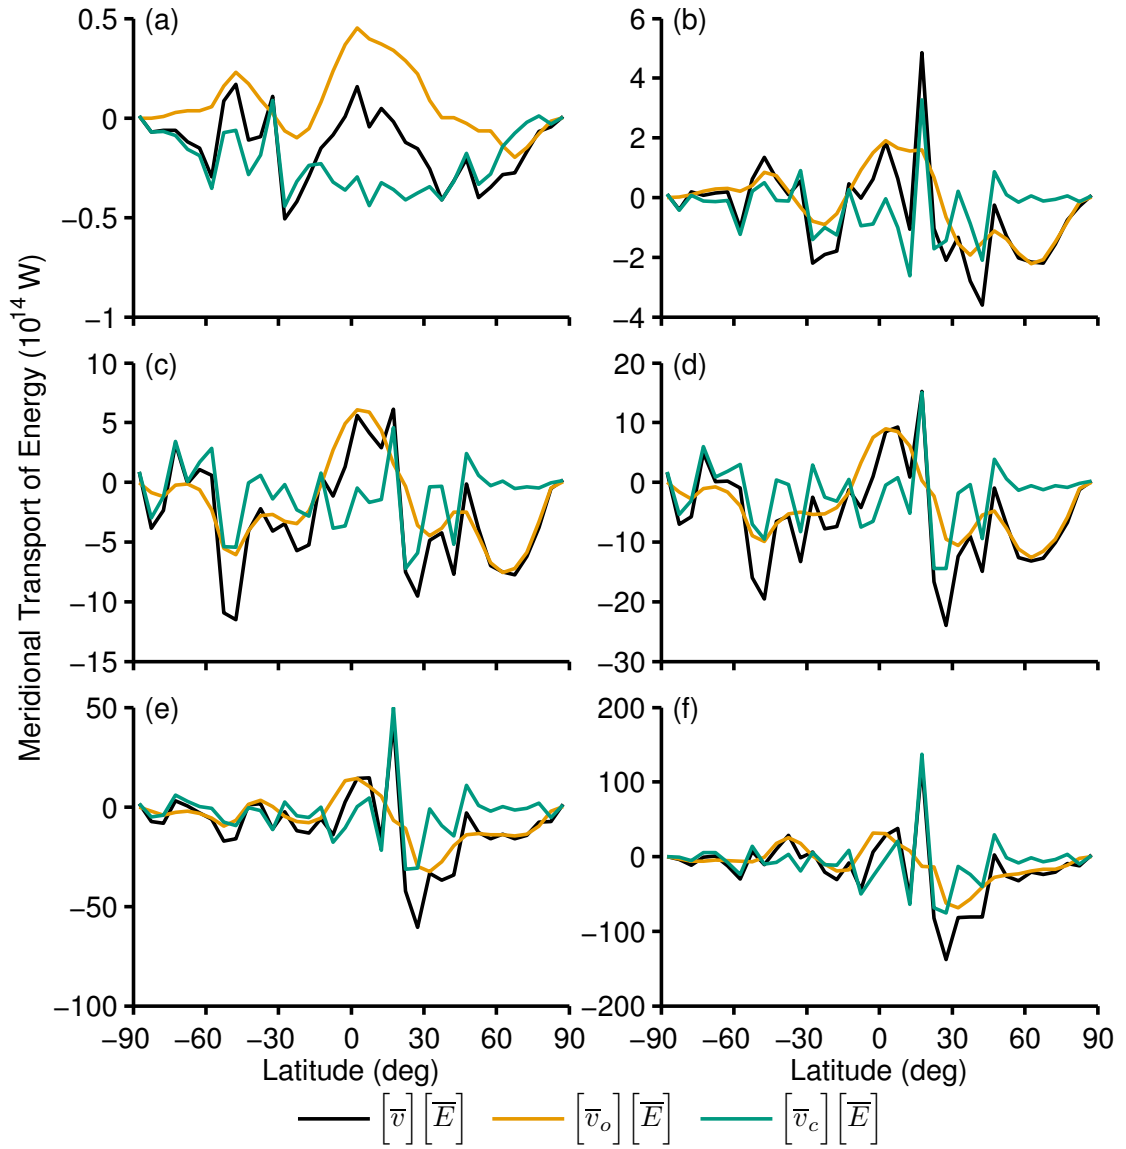 Meridional Transport of Energy (10^14 W)
(a)
0.5
0
−0.5
−1
(b)
6
4
2
0
−2
−4
(c)
10
5
0
−5
−10
−15
(d)
20
10
0
−10
−20
−30
(e)
50
0
−50
−100
−90 −60 −30 0 30 60 90
Latitude (deg)
(f)
200
100
0
−100
−200
−90 −60 −30 0 30 60 90
Latitude (deg)
[v̅][E̅] [v̅_o][E̅] [v̅_c][E̅]